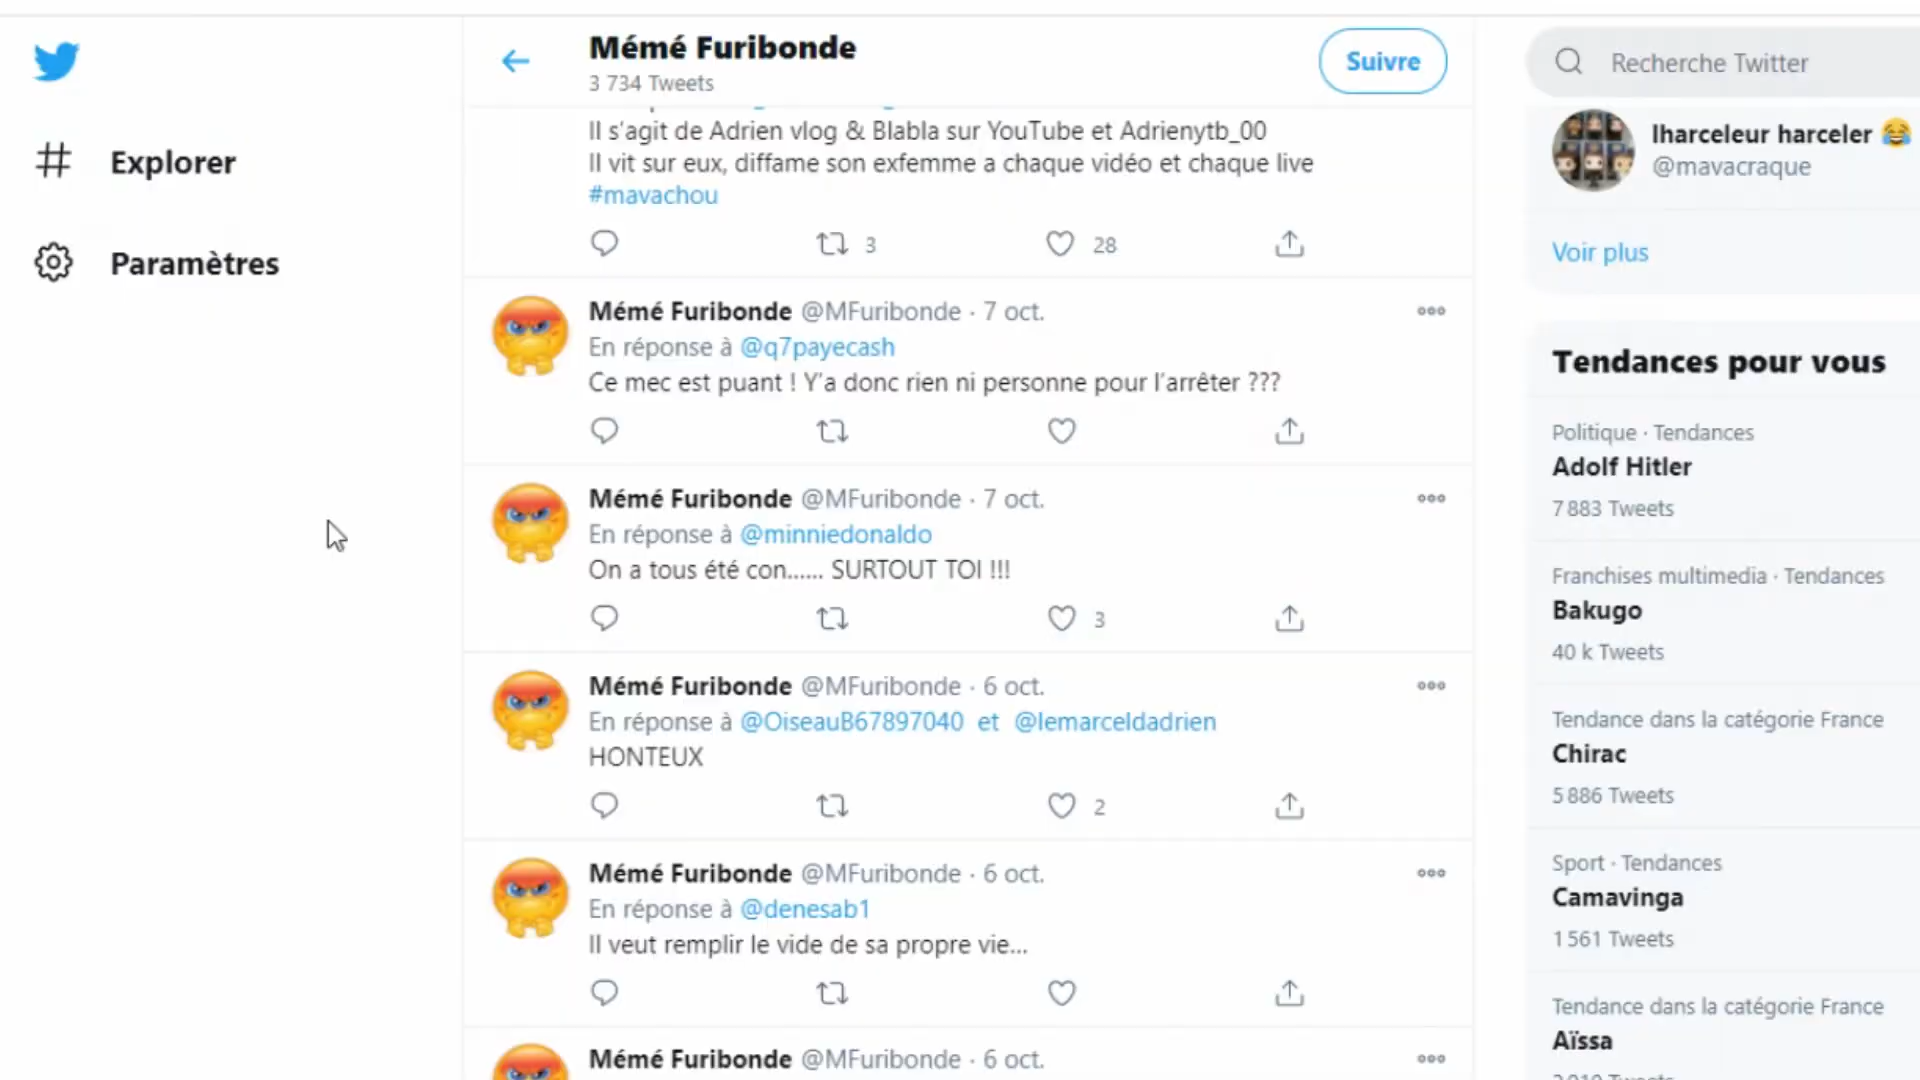 Mémé Furibonde
3 734 Tweets
Suivre
Explorer
Paramètres
Il s'agit de Adrien vlog & Blabla sur YouTube et Adrienytb_00
Il vit sur eux, diffame son exfemme a chaque vidéo et chaque live
#mavachou
3
28
Mémé Furibonde @MFuribonde · 7 oct.
En réponse à @q7payecash
Ce mec est puant ! Y'a donc rien ni personne pour l'arrêter ???
Mémé Furibonde @MFuribonde · 7 oct.
En réponse à @minniedonaldo
On a tous été con...... SURTOUT TOI !!!
3
Mémé Furibonde @MFuribonde · 6 oct.
En réponse à @OiseauB67897040 et @lemarceldadrien
HONTEUX
2
Mémé Furibonde @MFuribonde · 6 oct.
En réponse à @denesab1
Il veut remplir le vide de sa propre vie...
Mémé Furibonde @MFuribonde · 6 oct.
Recherche Twitter
lharceleur harceler 😂
@mavacraque
Voir plus
Tendances pour vous
Politique · Tendances
Adolf Hitler
7 883 Tweets
Franchises multimedia · Tendances
Bakugo
40 k Tweets
Tendance dans la catégorie France
Chirac
5 886 Tweets
Sport · Tendances
Camavinga
1 561 Tweets
Tendance dans la catégorie France
Aïssa